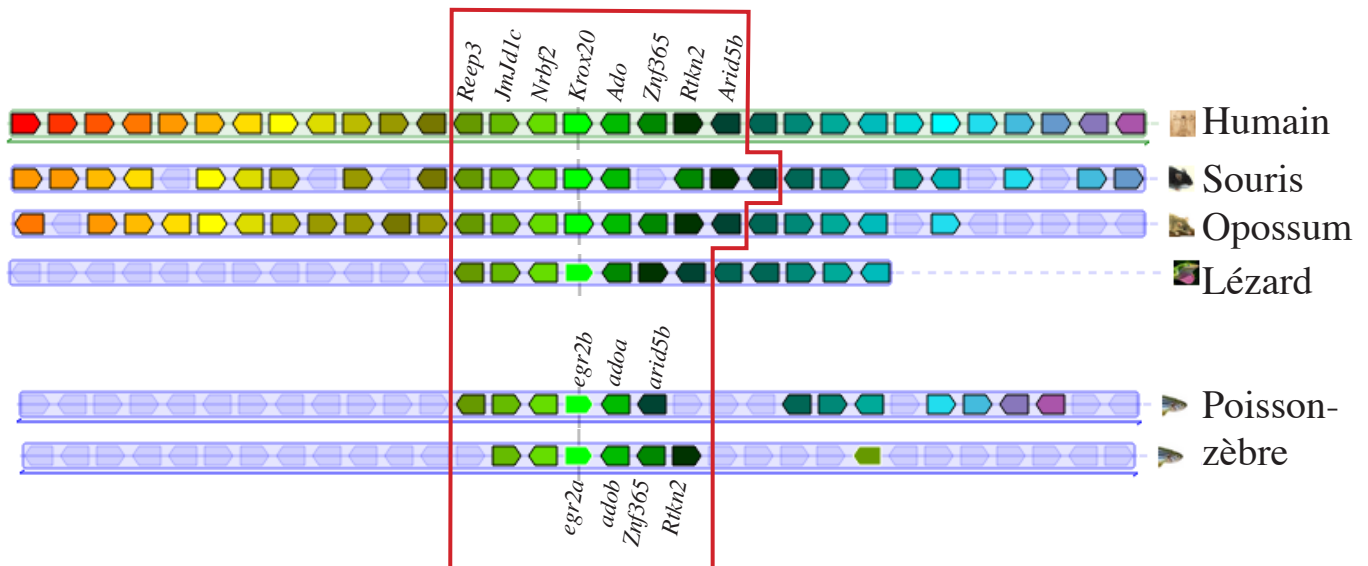 Reep3
JmJd1c
Nrbf2
Krox20
Ado
Znf365
Rtkn2
Arid5b
Humain
Souris
Opossum
Lézard
egr2b
adoa
arid5b
Poisson-
zèbre
egr2a
adob
Znf365
Rtkn2